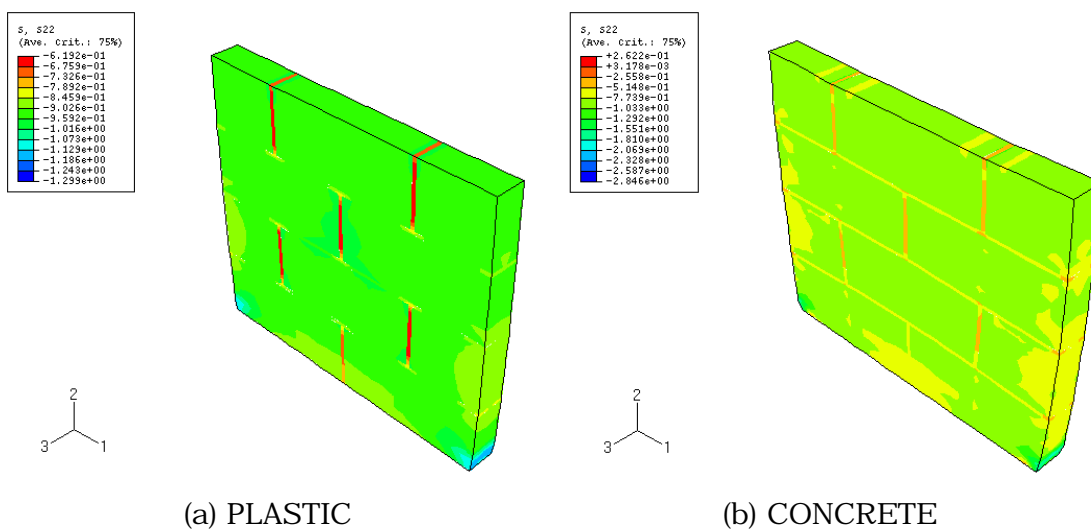 S, S22
(Ave. Crit.: 75%)
-6.192e-01
-6.759e-01
-7.326e-01
-7.892e-01
-8.459e-01
-9.026e-01
-9.592e-01
-1.016e+00
-1.073e+00
-1.129e+00
-1.186e+00
-1.243e+00
-1.299e+00
2
3
1
(a) PLASTIC
S, S22
(Ave. Crit.: 75%)
+2.622e-01
+3.178e-03
-2.558e-01
-5.148e-01
-7.739e-01
-1.033e+00
-1.292e+00
-1.551e+00
-1.810e+00
-2.069e+00
-2.328e+00
-2.587e+00
-2.846e+00
2
3
1
(b) CONCRETE